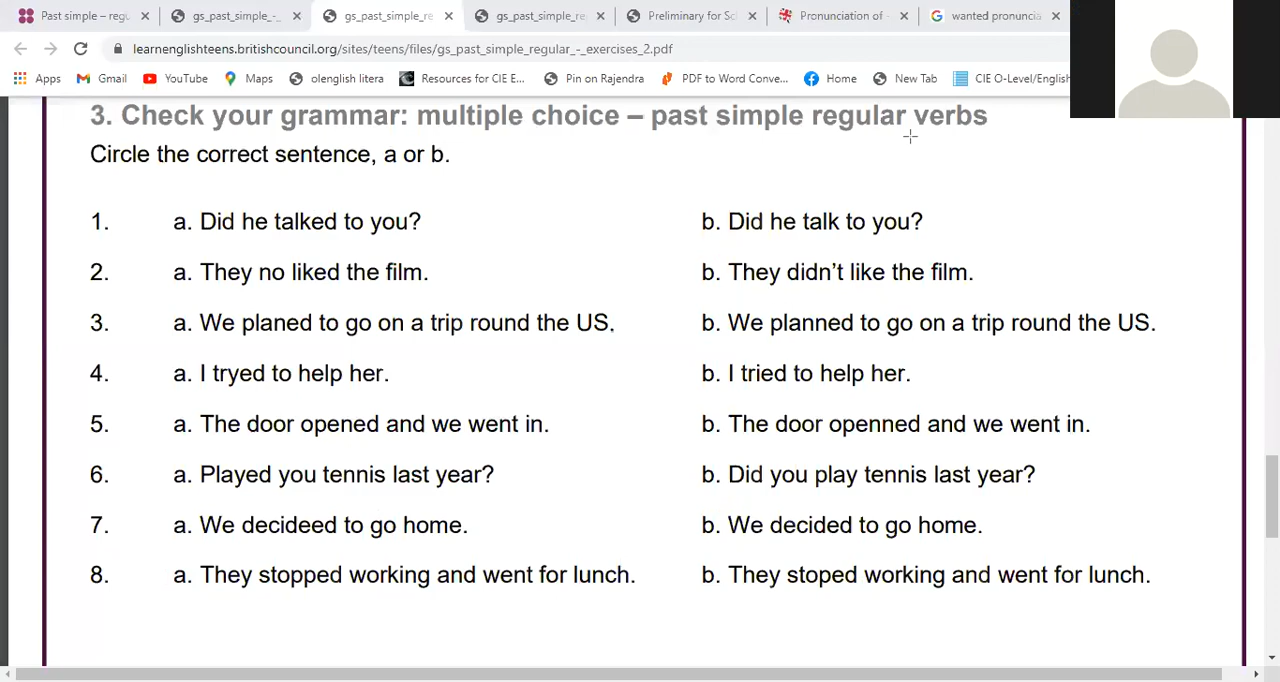 Past simple – regu
gs_past_simple_-_
gs_past_simple_re
gs_past_simple_re
Preliminary for Sc
Pronunciation of
wanted pronuncia
learnenglishteens.britishcouncil.org/sites/teens/files/gs_past_simple_regular_-_exercises_2.pdf
Apps Gmail YouTube Maps olenglish litera Resources for CIE E... Pin on Rajendra PDF to Word Conve... Home New Tab CIE O-Level/English
3. Check your grammar: multiple choice – past simple regular verbs
Circle the correct sentence, a or b.
1. a. Did he talked to you? b. Did he talk to you?
2. a. They no liked the film. b. They didn’t like the film.
3. a. We planed to go on a trip round the US. b. We planned to go on a trip round the US.
4. a. I tryed to help her. b. I tried to help her.
5. a. The door opened and we went in. b. The door openned and we went in.
6. a. Played you tennis last year? b. Did you play tennis last year?
7. a. We decideed to go home. b. We decided to go home.
8. a. They stopped working and went for lunch. b. They stoped working and went for lunch.